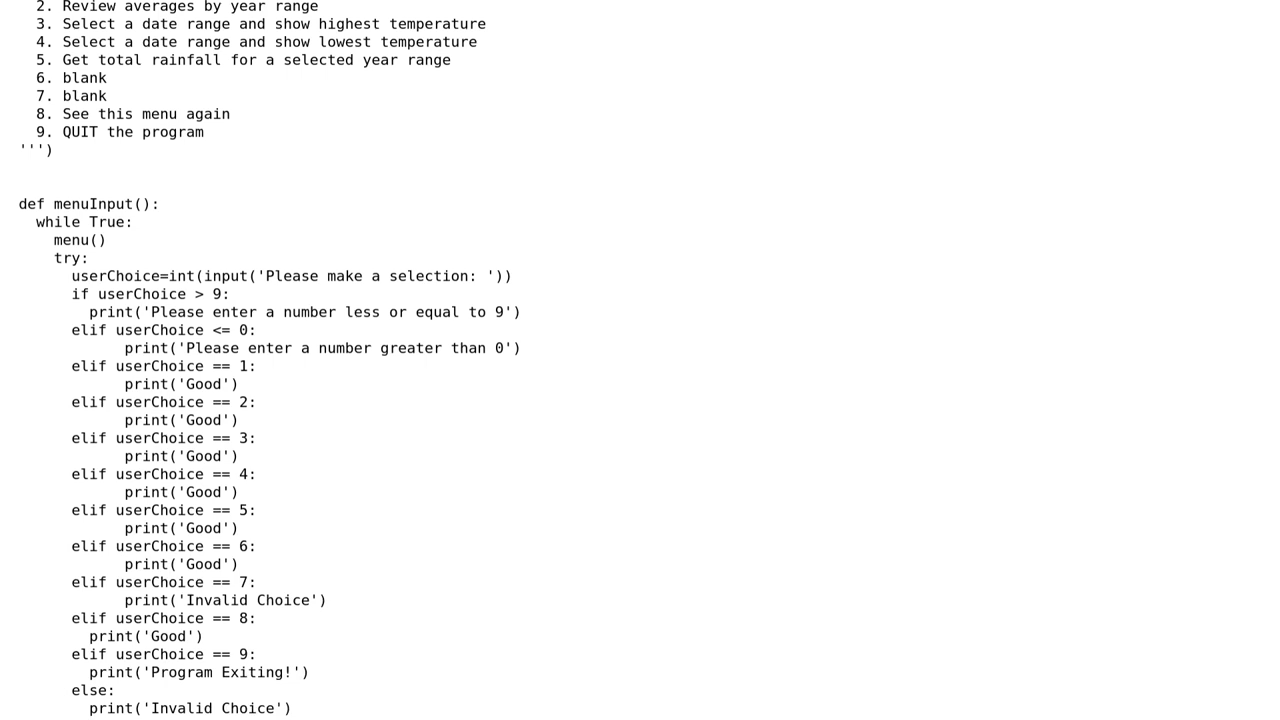 2. Review averages by year range
3. Select a date range and show highest temperature
4. Select a date range and show lowest temperature
5. Get total rainfall for a selected year range
6. blank
7. blank
8. See this menu again
9. QUIT the program
''')
def menuInput():
while True:
menu()
try:
userChoice=int(input('Please make a selection: '))
if userChoice > 9:
print('Please enter a number less or equal to 9')
elif userChoice <= 0:
print('Please enter a number greater than 0')
elif userChoice == 1:
print('Good')
elif userChoice == 2:
print('Good')
elif userChoice == 3:
print('Good')
elif userChoice == 4:
print('Good')
elif userChoice == 5:
print('Good')
elif userChoice == 6:
print('Good')
elif userChoice == 7:
print('Invalid Choice')
elif userChoice == 8:
print('Good')
elif userChoice == 9:
print('Program Exiting!')
else:
print('Invalid Choice')